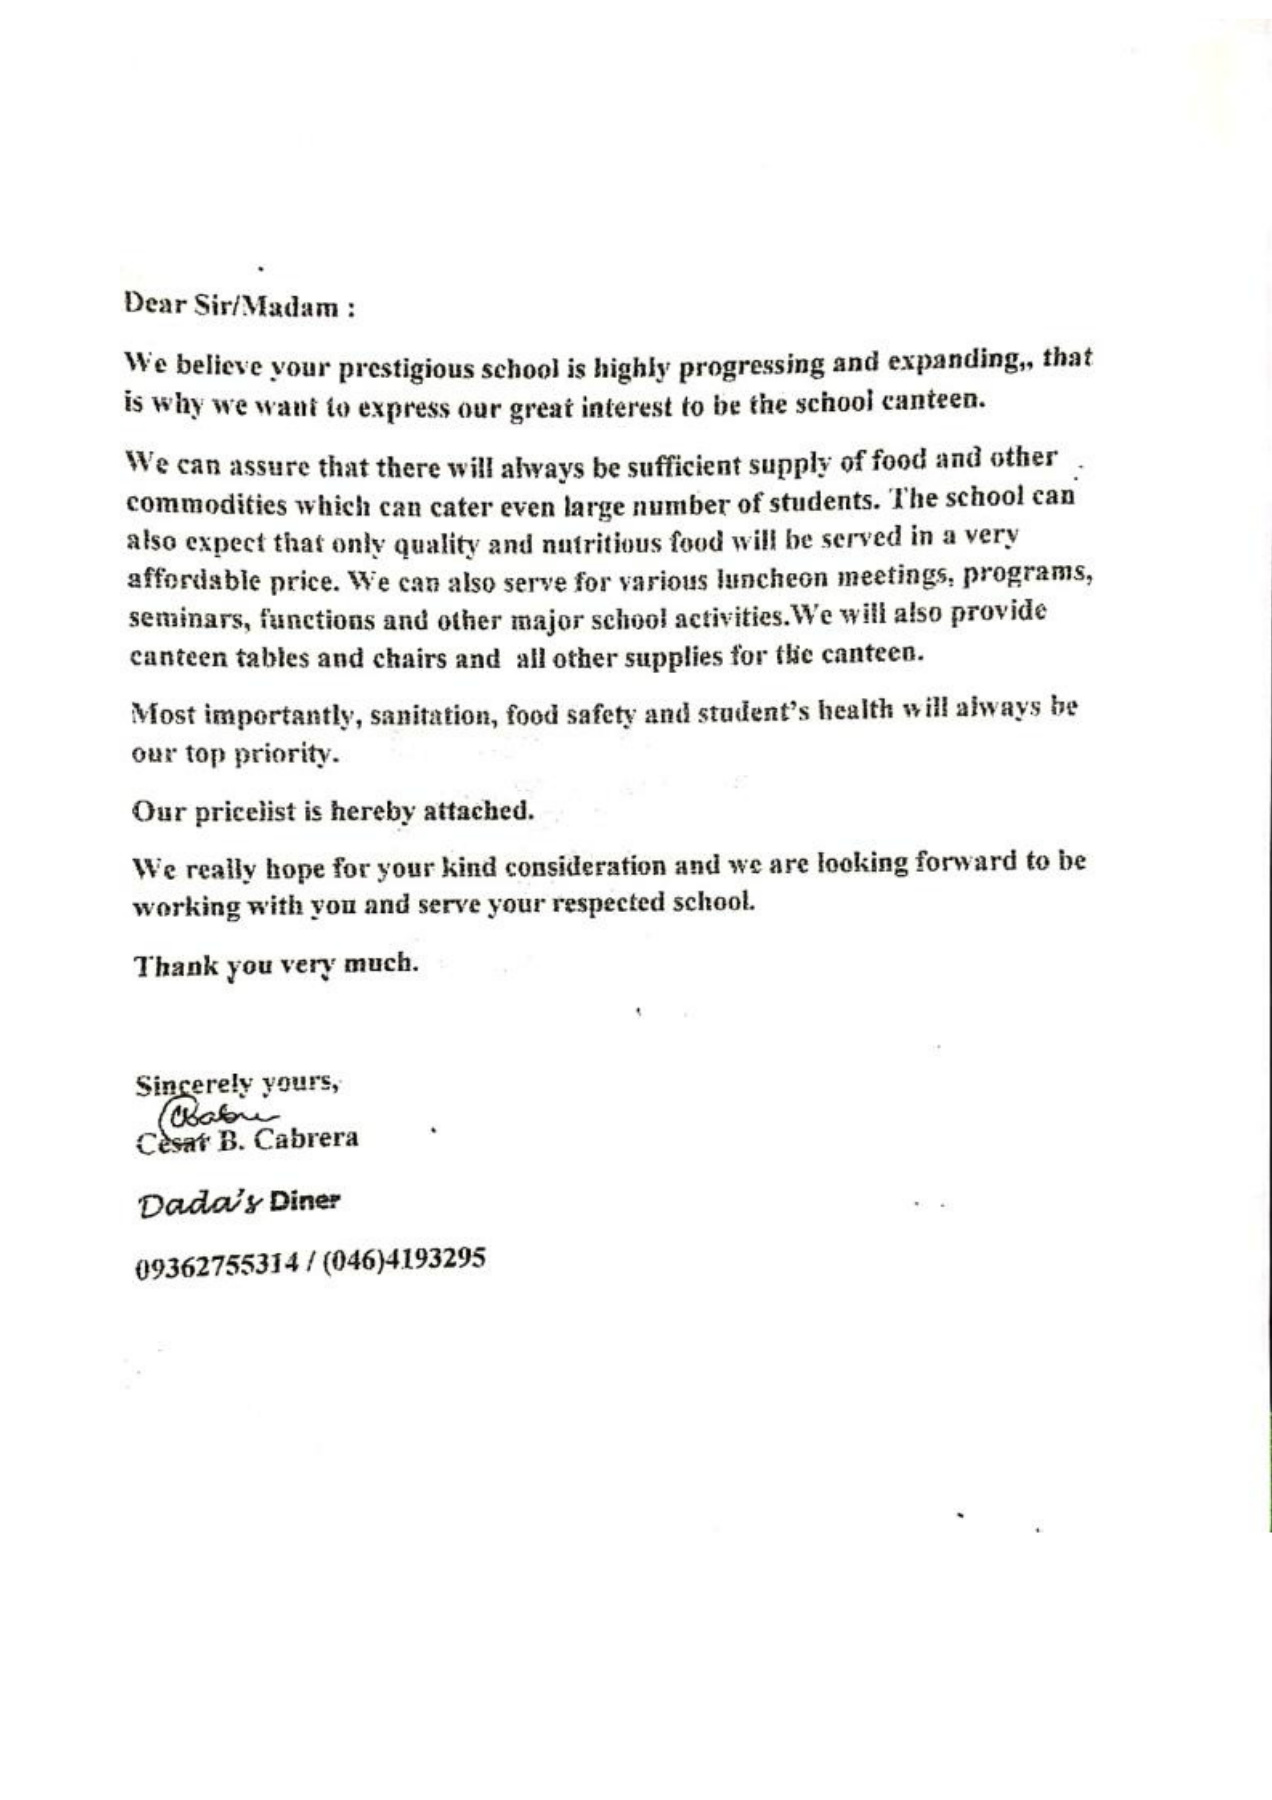 Dear Sir/Madam :
We believe your prestigious school is highly progressing and expanding,, that
is why we want to express our great interest to be the school canteen.
We can assure that there will always be sufficient supply of food and other
commodities which can cater even large number of students. The school can
also expect that only quality and nutritious food will be served in a very
affordable price. We can also serve for various luncheon meetings, programs,
seminars, functions and other major school activities.We will also provide
canteen tables and chairs and all other supplies for the canteen.
Most importantly, sanitation, food safety and student's health will always be
our top priority.
Our pricelist is hereby attached.
We really hope for your kind consideration and we are looking forward to be
working with you and serve your respected school.
Thank you very much.
Sincerely yours,
Cesar B. Cabrera
Dada's Diner
09362755314 / (046)4193295